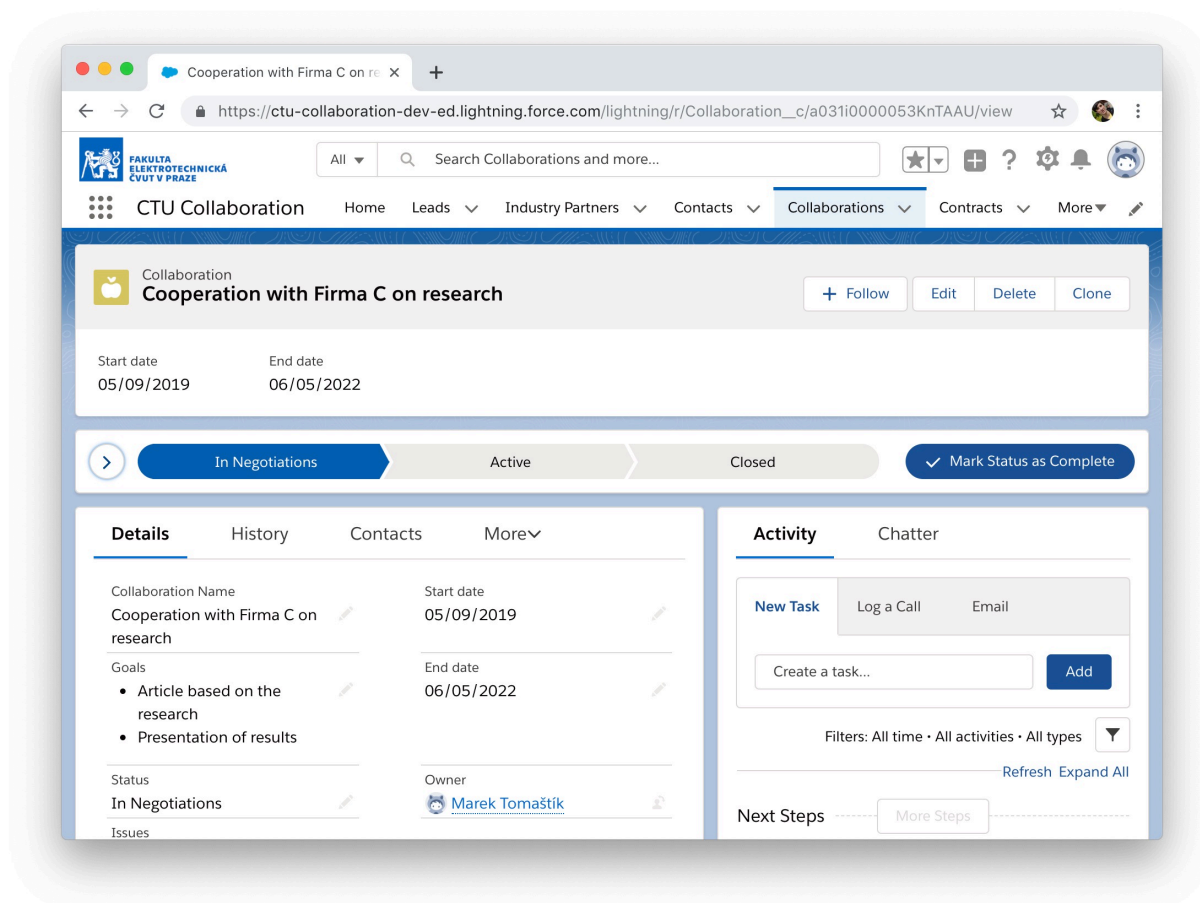 Cooperation with Firma C on re
https://ctu-collaboration-dev-ed.lightning.force.com/lightning/r/Collaboration__c/a031i0000053KnTAAU/view
FAKULTA
ELEKTROTECHNICKÁ
ČVUT V PRAZE
All
Search Collaborations and more...
CTU Collaboration Home Leads Industry Partners Contacts Collaborations Contracts More
Collaboration
Cooperation with Firma C on research
Follow Edit Delete Clone
Start date End date
05/09/2019 06/05/2022
In Negotiations Active Closed Mark Status as Complete
Details History Contacts More
Collaboration Name
Cooperation with Firma C on
research
Start date
05/09/2019
Goals
• Article based on the
research
• Presentation of results
End date
06/05/2022
Status
In Negotiations
Owner
Marek Tomaštík
Issues
Activity Chatter
New Task Log a Call Email
Create a task... Add
Filters: All time • All activities • All types
Refresh Expand All
Next Steps More Steps